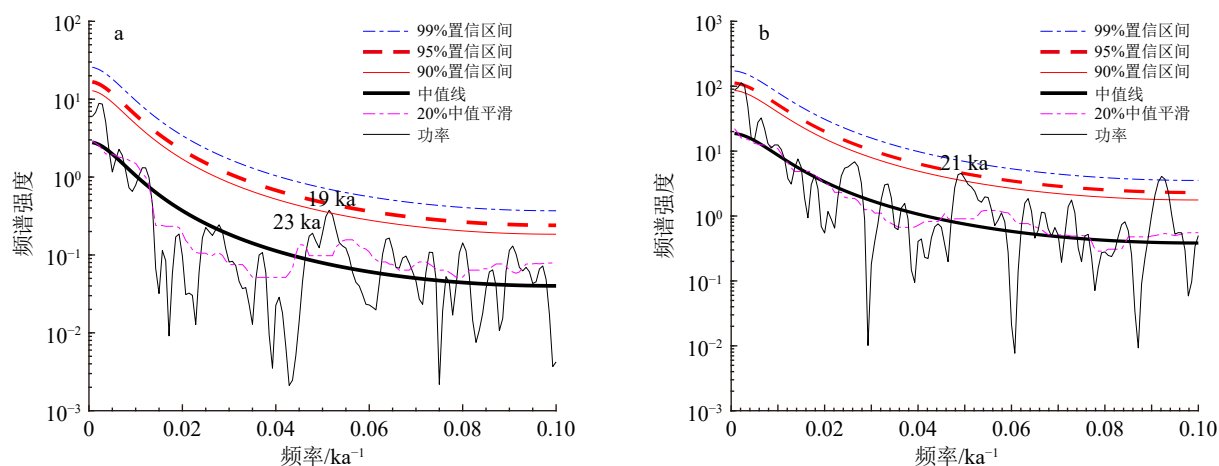 a
99%置信区间
95%置信区间
90%置信区间
中值线
20%中值平滑
功率
19 ka
23 ka
10²
10¹
10⁰
10⁻¹
10⁻²
10⁻³
频谱强度
0 0.02 0.04 0.06 0.08 0.10
频率/ka⁻¹
b
99%置信区间
95%置信区间
90%置信区间
中值线
20%中值平滑
功率
21 ka
10³
10²
10¹
10⁰
10⁻¹
10⁻²
10⁻³
频谱强度
0 0.02 0.04 0.06 0.08 0.10
频率/ka⁻¹